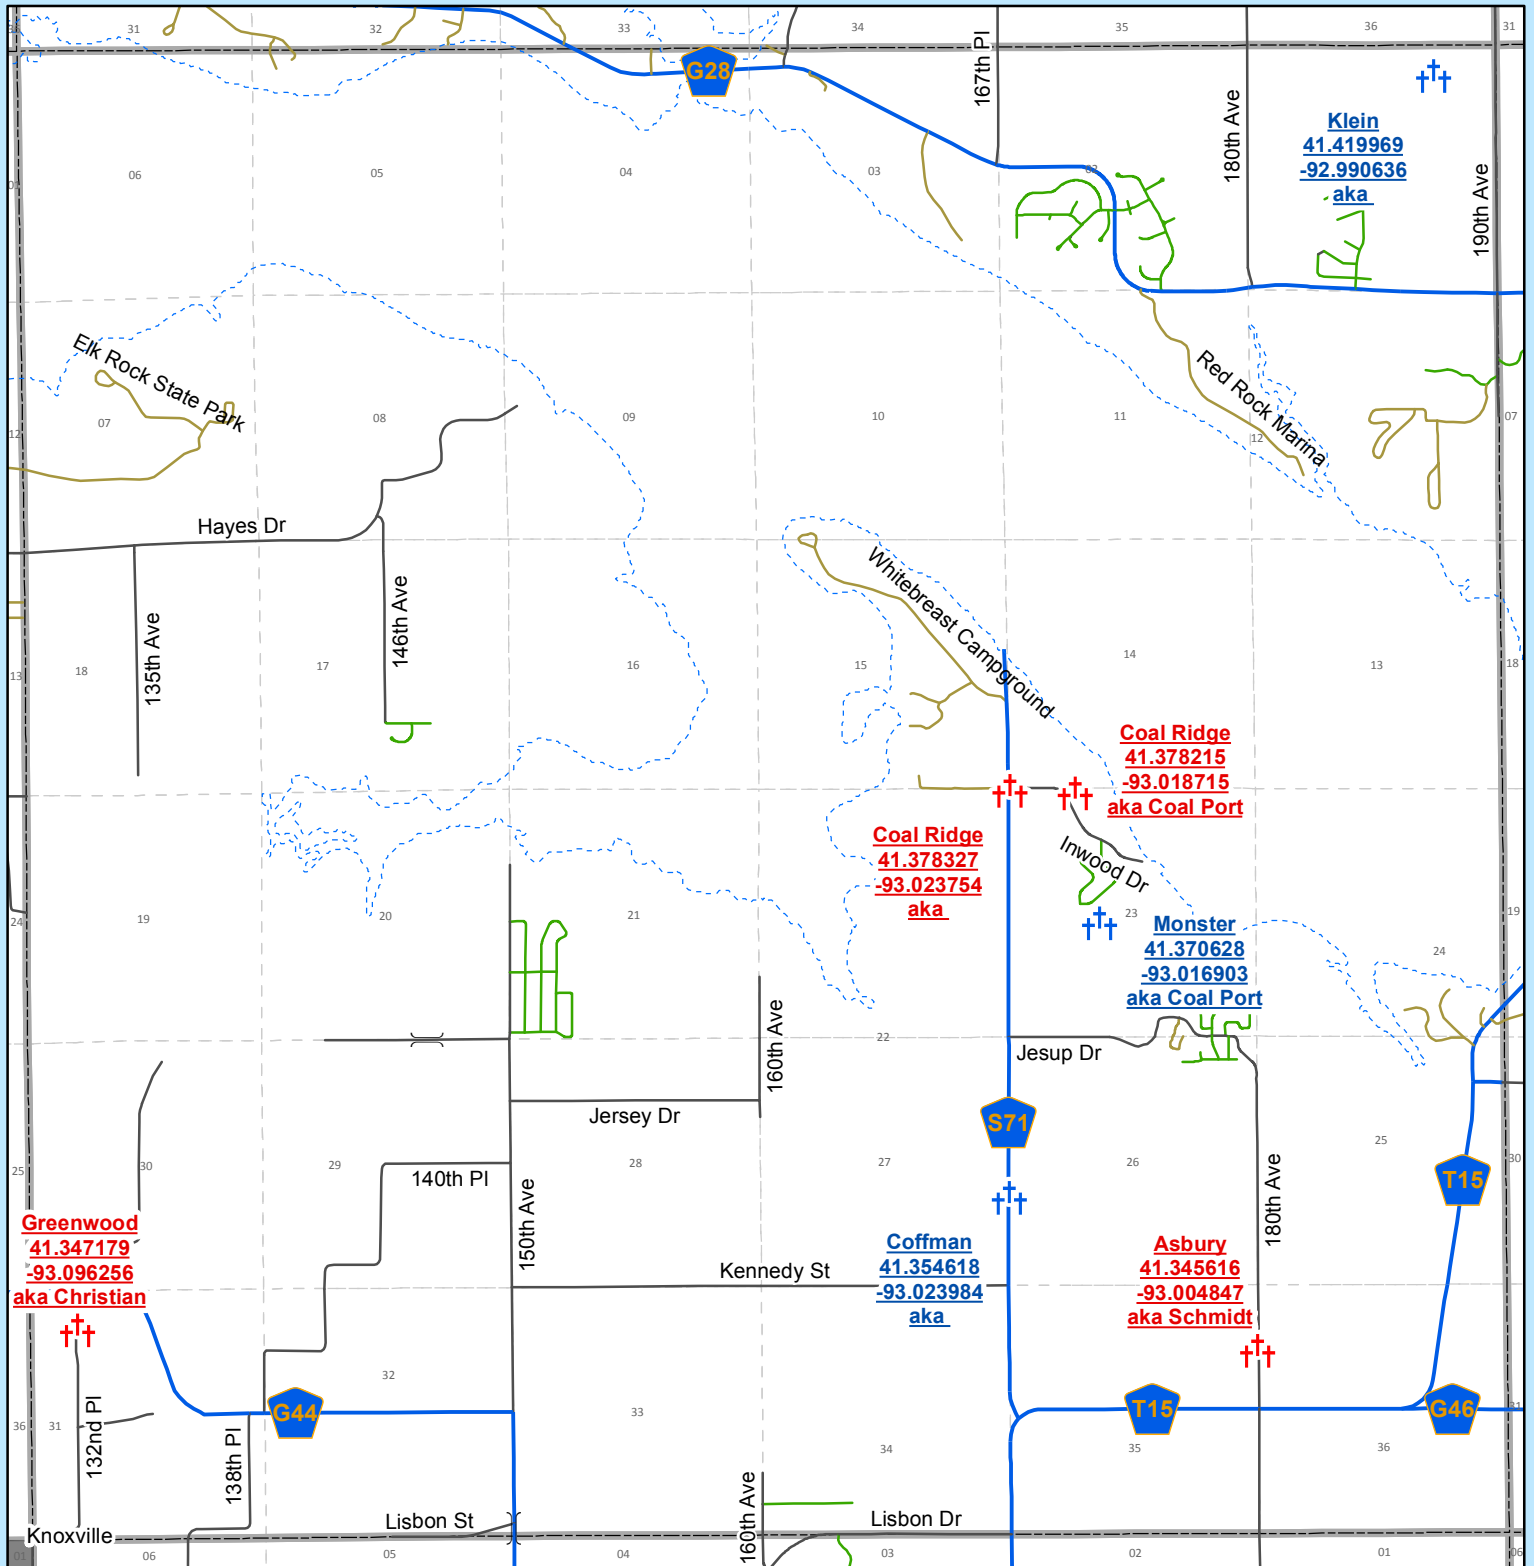 31
32
33
34
35
36
31
G28
167th Pl
180th Ave
190th Ave
Klein
41.419969
-92.990636
aka
06
05
04
03
Elk Rock State Park
07
08
09
10
11
12
07
12
Red Rock Marina
Hayes Dr
135th Ave
146th Ave
Whitebreast Campground
13
18
17
16
15
14
13
18
Coal Ridge
41.378215
-93.018715
aka Coal Port
Coal Ridge
41.378327
-93.023754
aka
Inwood Dr
24
19
20
21
23
24
19
Monster
41.370628
-93.016903
aka Coal Port
22
Jesup Dr
160th Ave
Jersey Dr
S71
25
30
29
28
27
26
25
30
140th Pl
150th Ave
180th Ave
T15
Greenwood
41.347179
-93.096256
aka Christian
Coffman
41.354618
-93.023984
aka
Kennedy St
Asbury
41.345616
-93.004847
aka Schmidt
32
G44
T15
G46
36
31
33
34
35
36
31
132nd Pl
138th Pl
160th Ave
Lisbon St
Lisbon Dr
Knoxville
01
06
05
04
03
02
01
06